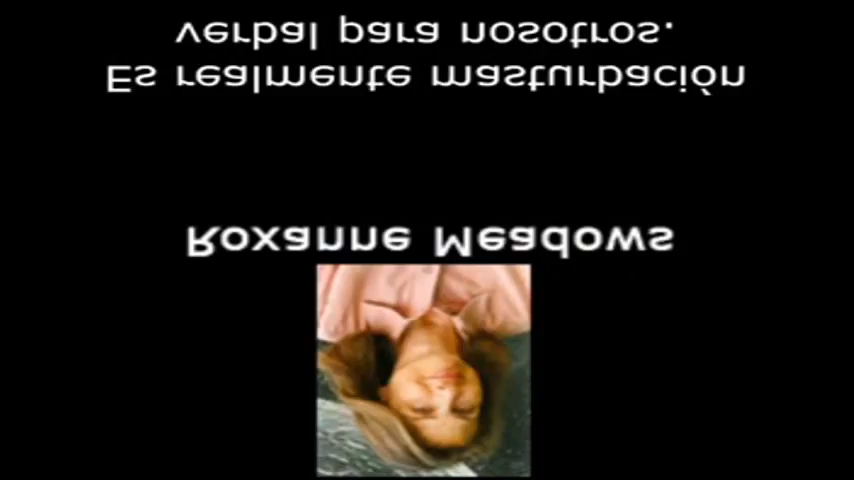 Roxanne Meadows
Es realmente masturbación
verbal para nosotros.